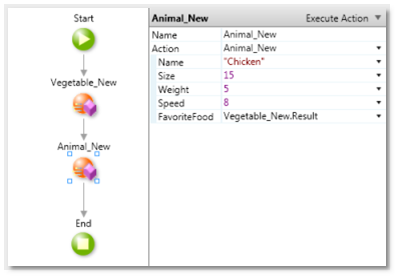 Start
Vegetable_New
Animal_New
End
Animal_New Execute Action
Name Animal_New
Action Animal_New
Name "Chicken"
Size 15
Weight 5
Speed 8
FavoriteFood Vegetable_New.Result